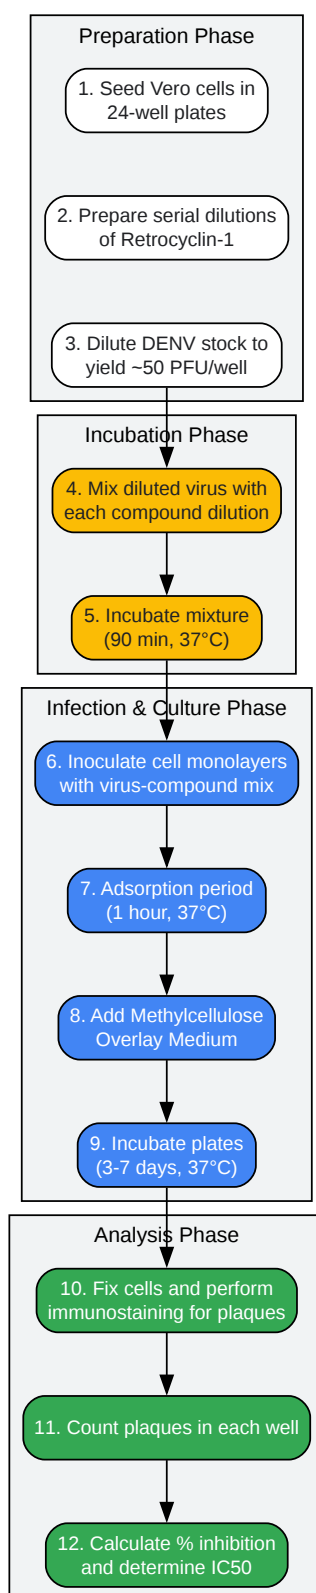 Preparation Phase
1. Seed Vero cells in
24-well plates
2. Prepare serial dilutions
of Retrocyclin-1
3. Dilute DENV stock to
yield ~50 PFU/well
Incubation Phase
4. Mix diluted virus with
each compound dilution
5. Incubate mixture
(90 min, 37°C)
Infection & Culture Phase
6. Inoculate cell monolayers
with virus-compound mix
7. Adsorption period
(1 hour, 37°C)
8. Add Methylcellulose
Overlay Medium
9. Incubate plates
(3-7 days, 37°C)
Analysis Phase
10. Fix cells and perform
immunostaining for plaques
11. Count plaques in each well
12. Calculate % inhibition
and determine IC50